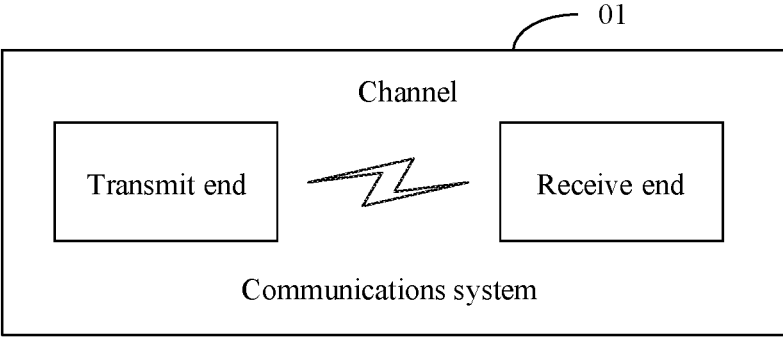 01
Channel
Transmit end
Receive end
Communications system